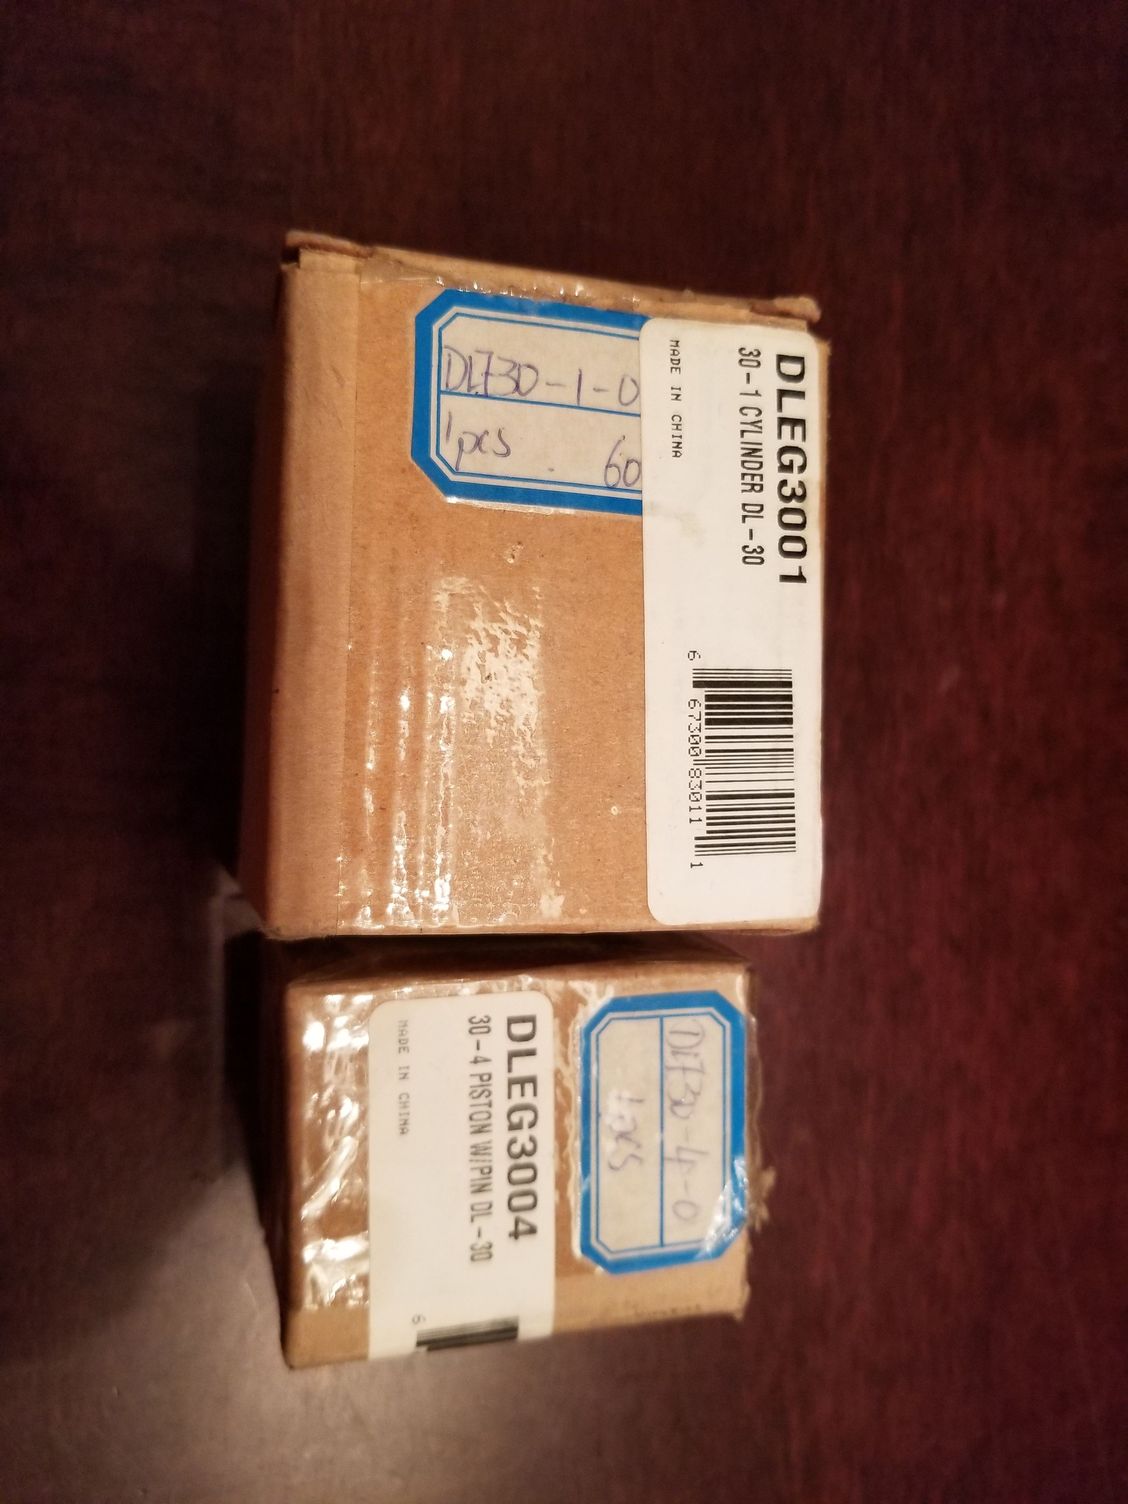 DLEG3001
30-1 CYLINDER DL-30
MADE IN CHINA
6 67300 83011 1
DLE30-1-0
1pcs 60
DLEG3004
30-4 PISTON W/PIN DL-30
MADE IN CHINA
6
DLE30-4-0
1pcs